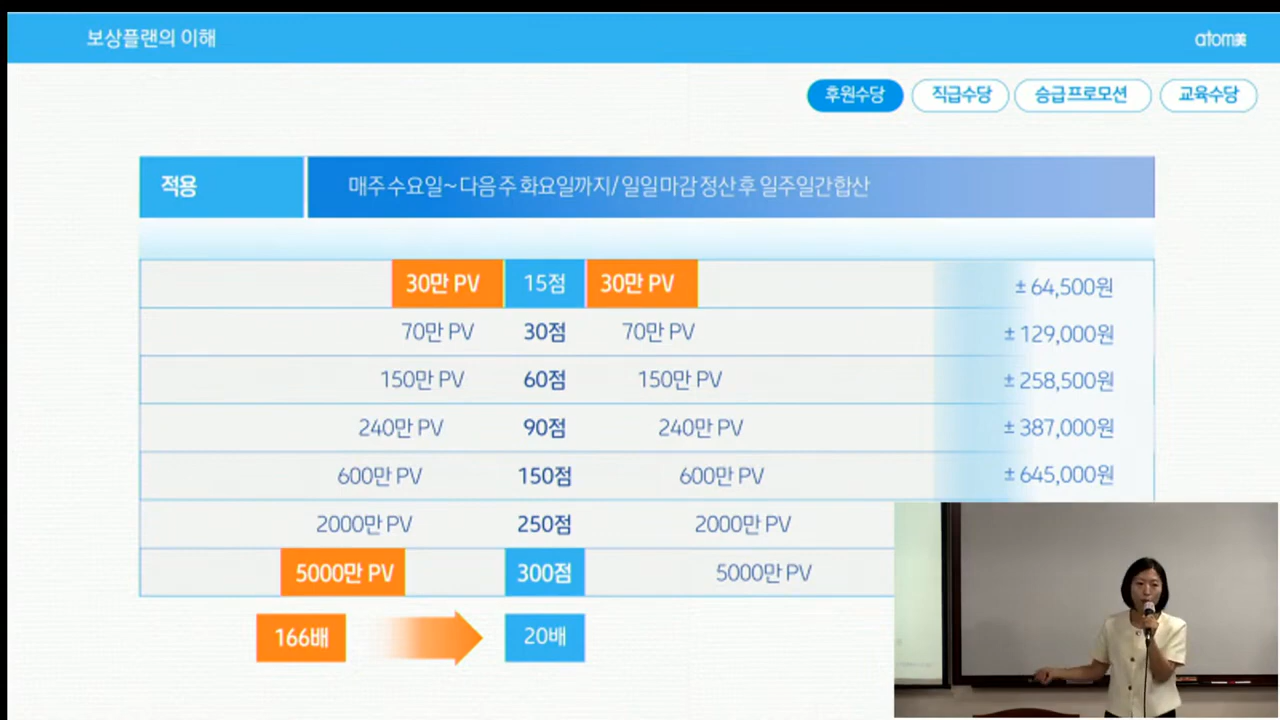 보상플랜의 이해
atom美
후원수당 직급수당 승급프로모션 교육수당
적용 매주 수요일~ 다음 주 화요일까지/ 일일 마감 정산 후 일주일간 합산
30만 PV 15점 30만 PV ± 64,500원
70만 PV 30점 70만 PV ± 129,000원
150만 PV 60점 150만 PV ± 258,500원
240만 PV 90점 240만 PV ± 387,000원
600만 PV 150점 600만 PV ± 645,000원
2000만 PV 250점 2000만 PV
5000만 PV 300점 5000만 PV
166배 20배